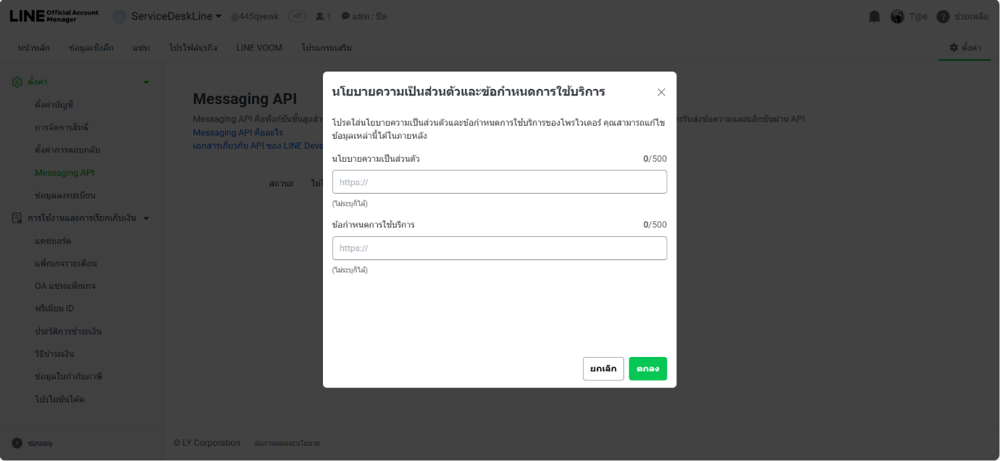 LINE Official Account Manager
ServiceDeskLine
@445qyewk
ฟรี
1
แชท : ปิด
T@e
ช่วยเหลือ
หน้าหลัก
ข้อมูลเชิงลึก
แชท
โปรไฟล์ธุรกิจ
LINE VOOM
โปรแกรมเสริม
ตั้งค่า
ตั้งค่า
ตั้งค่าบัญชี
การจัดการสิทธิ์
ตั้งค่าการตอบกลับ
Messaging API
ข้อมูลลงทะเบียน
การใช้งานและการเรียกเก็บเงิน
แดชบอร์ด
แพ็กเกจรายเดือน
OA แชทแพ็กเกจ
พรีเมียม ID
ประวัติการชำระเงิน
วิธีชำระเงิน
ข้อมูลใบกำกับภาษี
โปรโมชันโค้ด
ซ่อนเมนู
Messaging API
Messaging API คือฟังก์ชันขั้นสูงสำ
การรับส่งข้อความและแอ็กชันผ่าน API
Messaging API คืออะไร
เอกสารเกี่ยวกับ API ของ LINE Deve
สถานะ
นโยบายความเป็นส่วนตัวและข้อกำหนดการใช้บริการ
โปรดใส่นโยบายความเป็นส่วนตัวและข้อกำหนดการใช้บริการของโพรไวเดอร์ คุณสามารถแก้ไข
ข้อมูลเหล่านี้ได้ในภายหลัง
นโยบายความเป็นส่วนตัว
0/500
https://
(ไม่ระบุก็ได้)
ข้อกำหนดการใช้บริการ
0/500
https://
(ไม่ระบุก็ได้)
ยกเลิก
ตกลง
© LY Corporation
ข้อกำหนดและนโยบาย